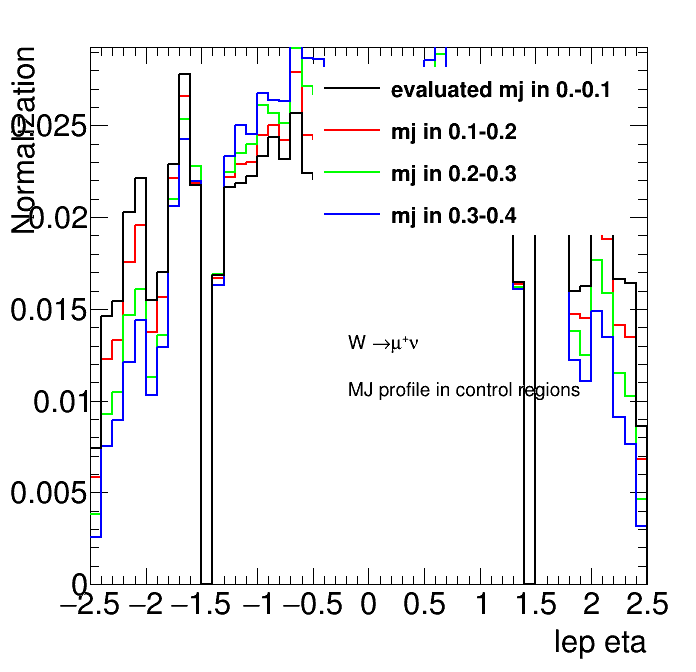 Normalization
evaluated mj in 0.-0.1
mj in 0.1-0.2
mj in 0.2-0.3
mj in 0.3-0.4
0.025
0.02
0.015
0.01
0.005
0
W →μ⁺ν
MJ profile in control regions
−2.5 −2 −1.5 −1 −0.5 0 0.5 1 1.5 2 2.5
lep eta